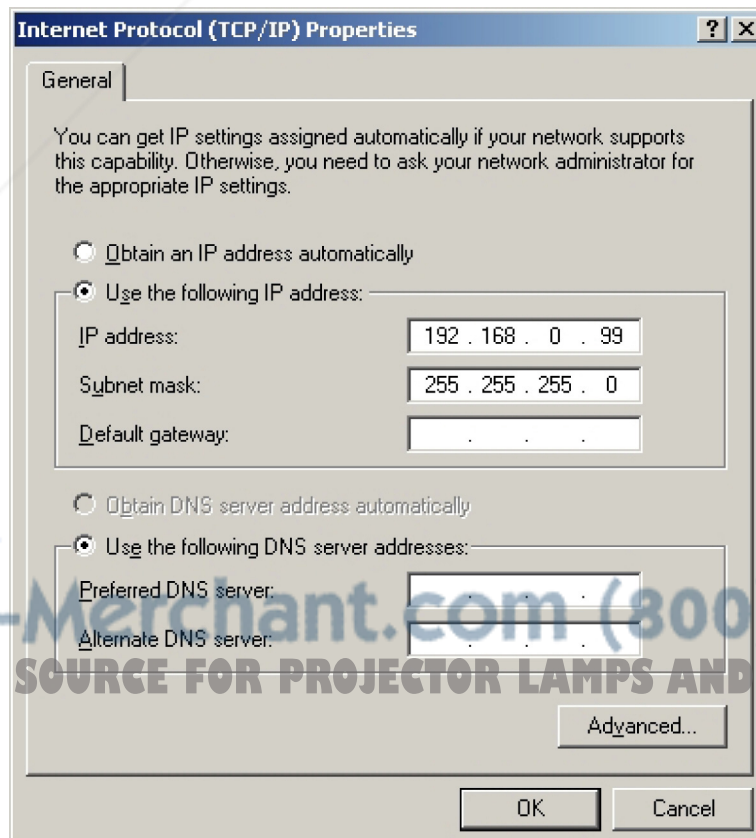 Internet Protocol (TCP/IP) Properties
General
You can get IP settings assigned automatically if your network supports
this capability. Otherwise, you need to ask your network administrator for
the appropriate IP settings.
Obtain an IP address automatically
Use the following IP address:
IP address: 192 . 168 . 0 . 99
Subnet mask: 255 . 255 . 255 . 0
Default gateway: . . .
Obtain DNS server address automatically
Use the following DNS server addresses:
Preferred DNS server: . . .
-Merchant.com (800
Alternate DNS server: . . .
SOURCE FOR PROJECTOR LAMPS AND
Advanced...
OK Cancel